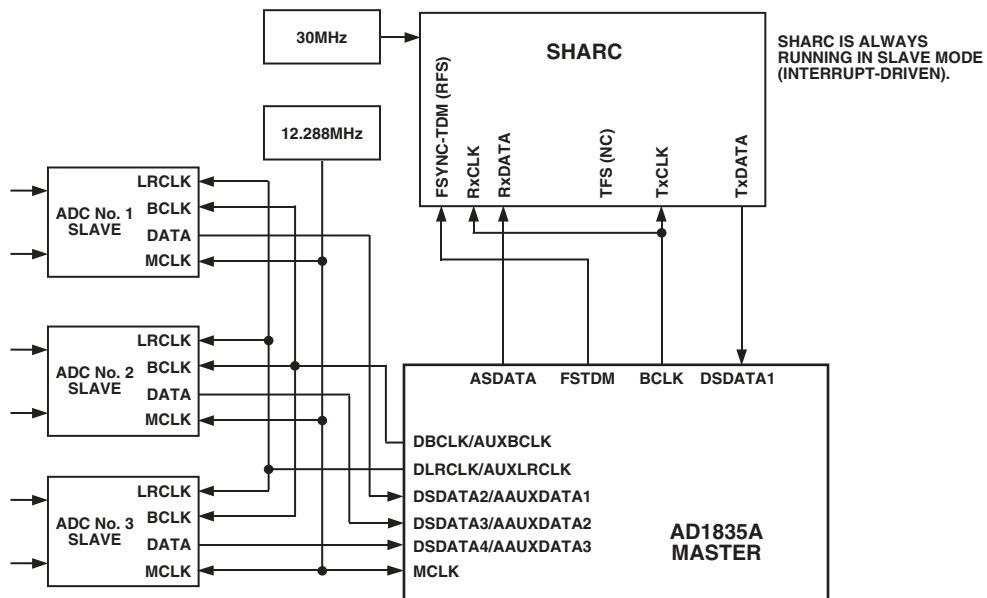 30MHz
SHARC
SHARC IS ALWAYS
RUNNING IN SLAVE MODE
(INTERRUPT-DRIVEN).
12.288MHz
FSYNC-TDM (RFS)
RxCLK
RxDATA
TFS (NC)
TxCLK
TxDATA
ADC No. 1
SLAVE
LRCLK
BCLK
DATA
MCLK
ADC No. 2
SLAVE
LRCLK
BCLK
DATA
MCLK
ADC No. 3
SLAVE
LRCLK
BCLK
DATA
MCLK
ASDATA FSTDM BCLK DSDATA1
DBCLK/AUXBCLK
DLRCLK/AUXLRCLK
DSDATA2/AAUXDATA1
DSDATA3/AAUXDATA2
DSDATA4/AAUXDATA3
MCLK
AD1835A
MASTER